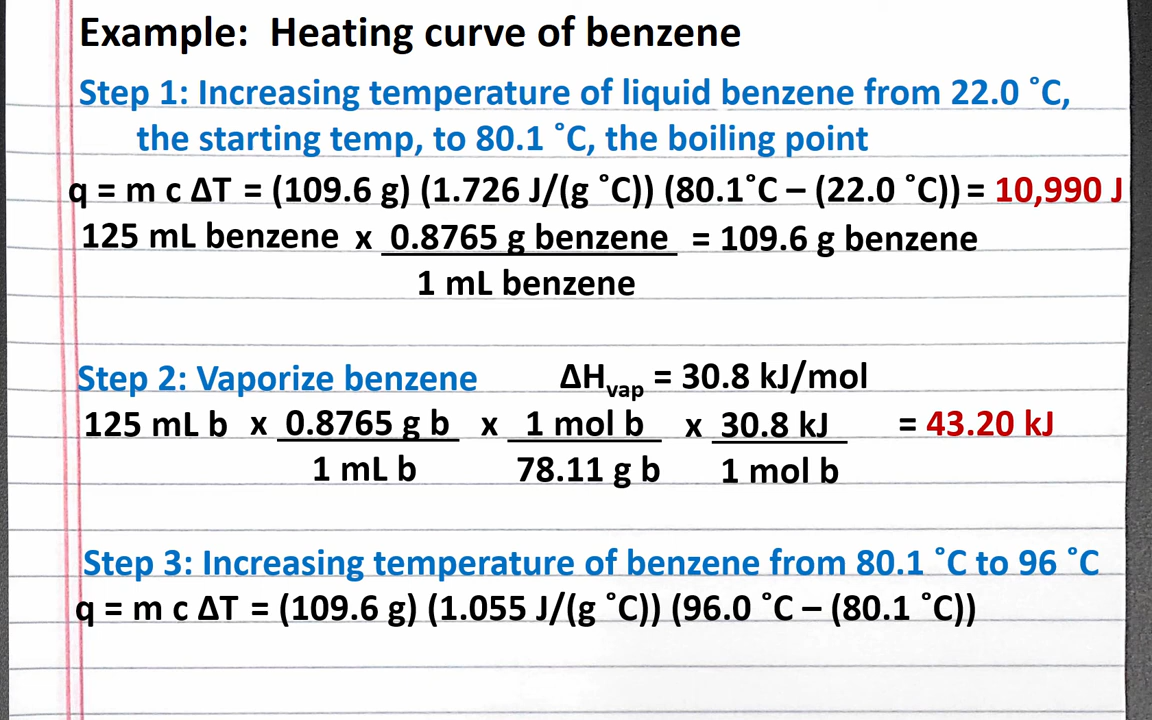 Example:  Heating curve of benzene
Step 1: Increasing temperature of liquid benzene from 22.0 ˚C,
the starting temp, to 80.1 ˚C, the boiling point
q = m c ΔT = (109.6 g) (1.726 J/(g ˚C)) (80.1˚C – (22.0 ˚C)) = 10,990 J
125 mL benzene x 0.8765 g benzene = 109.6 g benzene
1 mL benzene
Step 2: Vaporize benzene ΔHvap = 30.8 kJ/mol
125 mL b x 0.8765 g b x 1 mol b x 30.8 kJ = 43.20 kJ
1 mL b 78.11 g b 1 mol b
Step 3: Increasing temperature of benzene from 80.1 ˚C to 96 ˚C
q = m c ΔT = (109.6 g) (1.055 J/(g ˚C)) (96.0 ˚C – (80.1 ˚C))